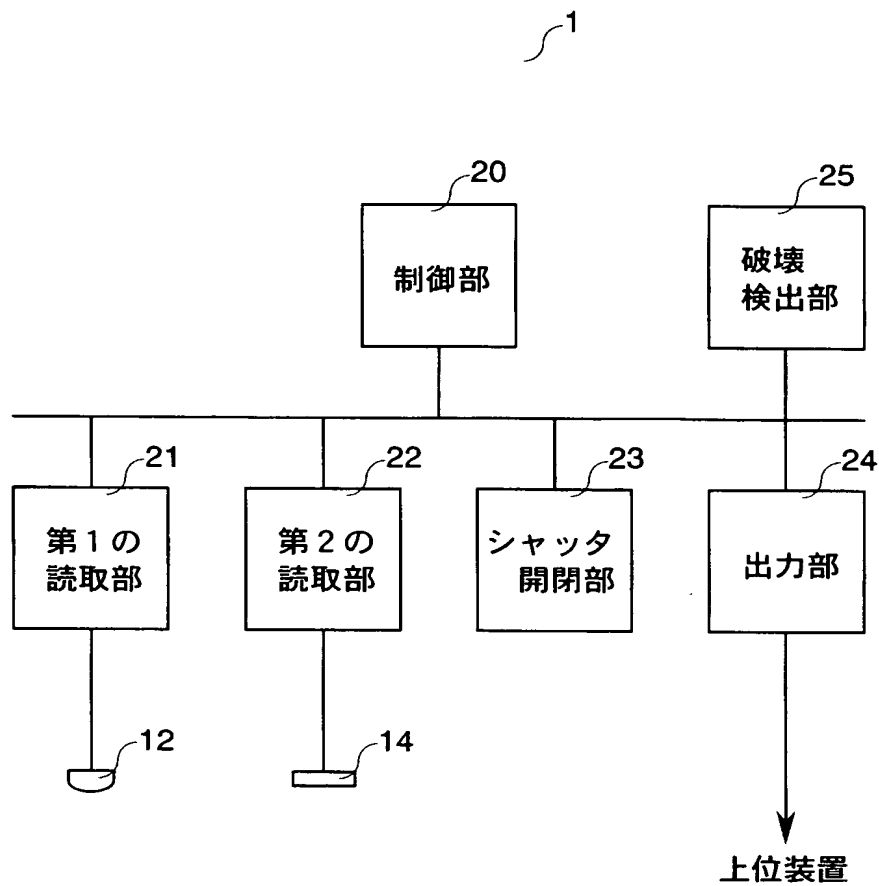 1
20
制御部
25
破壊
検出部
21
第1の
読取部
22
第2の
読取部
23
シャッタ
開閉部
24
出力部
12
14
上位装置